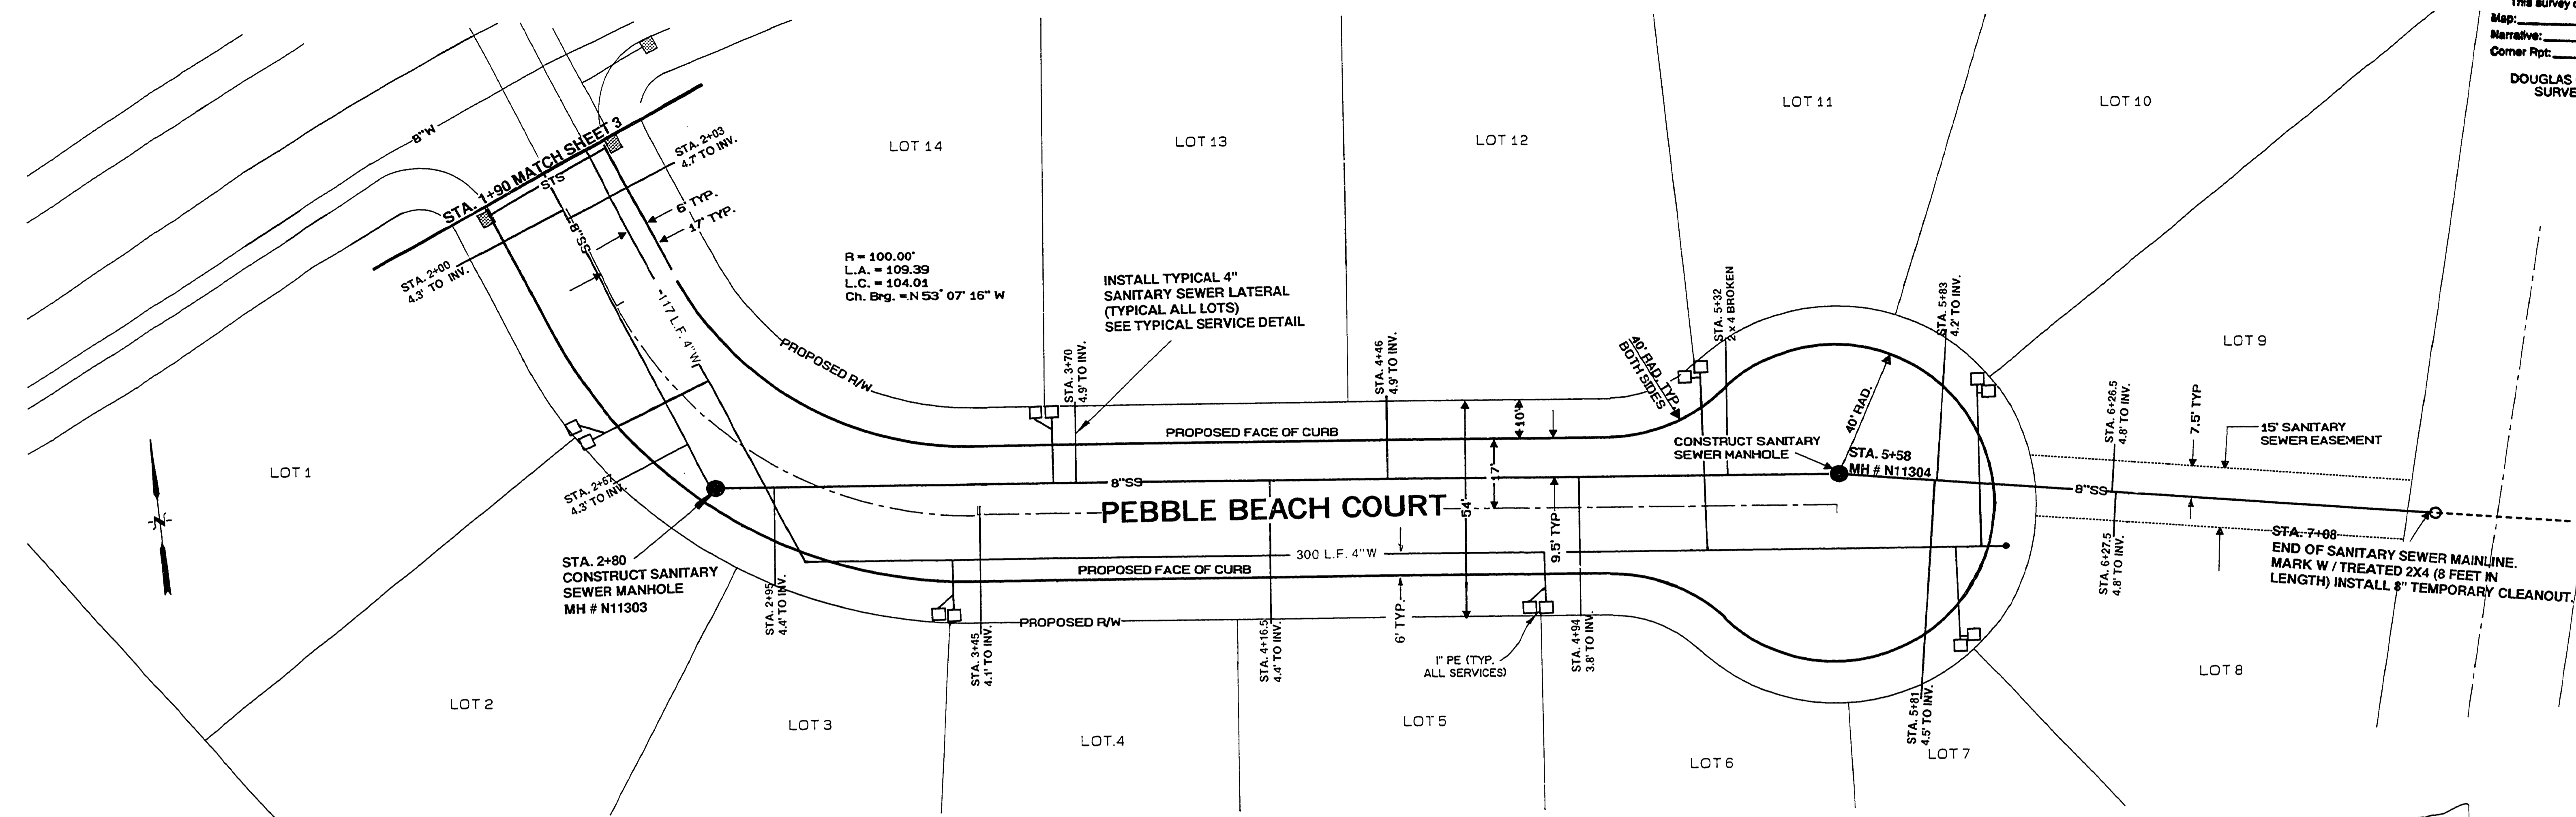 This survey
Map:
Narrative:
Corner Rpt:
DOUGLAS
SURVE
8"W
STA. 1+90 MATCH SHEET 3
STS
STA. 2+03
4.7' TO INV.
6' TYP.
17' TYP.
8"SS
STA. 2+00
4.3' TO INV.
117 L.F. 4"W
R = 100.00'
L.A. = 109.39
L.C. = 104.01
Ch. Brg. = N 53° 07' 16" W
LOT 14
LOT 13
LOT 12
LOT 11
LOT 10
LOT 9
INSTALL TYPICAL 4"
SANITARY SEWER LATERAL
(TYPICAL ALL LOTS)
SEE TYPICAL SERVICE DETAIL
PROPOSED R/W
STA. 3+70
4.9' TO INV.
STA. 4+46
4.9' TO INV.
40' RAD. TYP.
BOTH SIDES
STA. 5+32
2 x 4 BROKEN
STA. 5+83
4.2' TO INV.
40' RAD.
PROPOSED FACE OF CURB
10'
17'
54'
CONSTRUCT SANITARY
SEWER MANHOLE
STA. 5+58
MH # N11304
STA. 6+26.5
4.8' TO INV.
7.5' TYP
15' SANITARY
SEWER EASEMENT
LOT 1
STA. 2+67
4.3' TO INV.
N
8"SS
PEBBLE BEACH COURT
9.5' TYP
8"SS
300 L.F. 4"W
PROPOSED FACE OF CURB
STA. 2+80
CONSTRUCT SANITARY
SEWER MANHOLE
MH # N11303
STA. 2+95
4.4' TO INV.
PROPOSED R/W
STA. 3+45
4.1' TO INV.
STA. 4+16.5
4.4' TO INV.
6' TYP.
1" PE (TYP.
ALL SERVICES)
STA. 4+94
3.8' TO INV.
STA. 5+81
4.5' TO INV.
STA. 6+27.5
4.8' TO INV.
STA. 7+08
END OF SANITARY SEWER MAINLINE.
MARK W / TREATED 2X4 (8 FEET IN
LENGTH) INSTALL 8" TEMPORARY CLEANOUT.
LOT 2
LOT 3
LOT 4
LOT 5
LOT 6
LOT 7
LOT 8